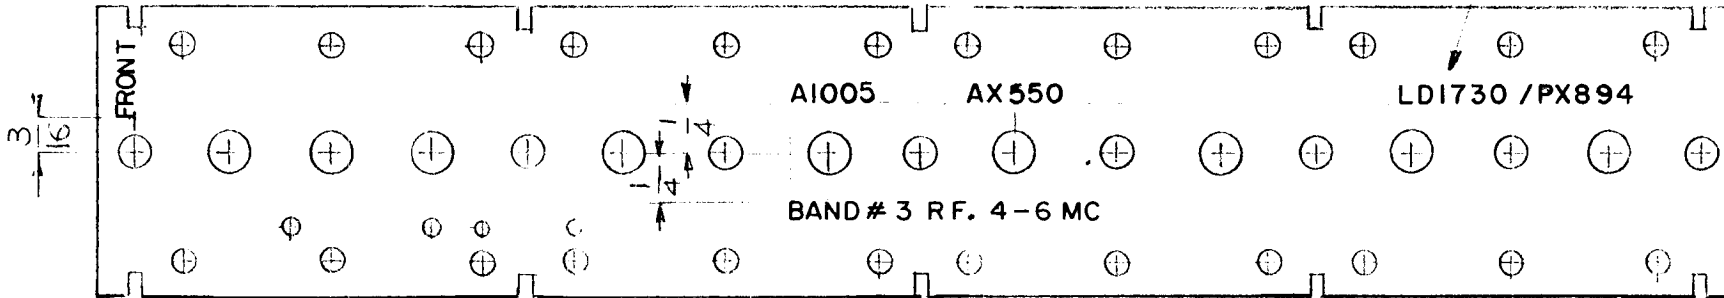 FRONT
3/16"
A1005 AX550 LD1730 /PX894
1/4
1/4
BAND# 3 RF. 4-6 MC